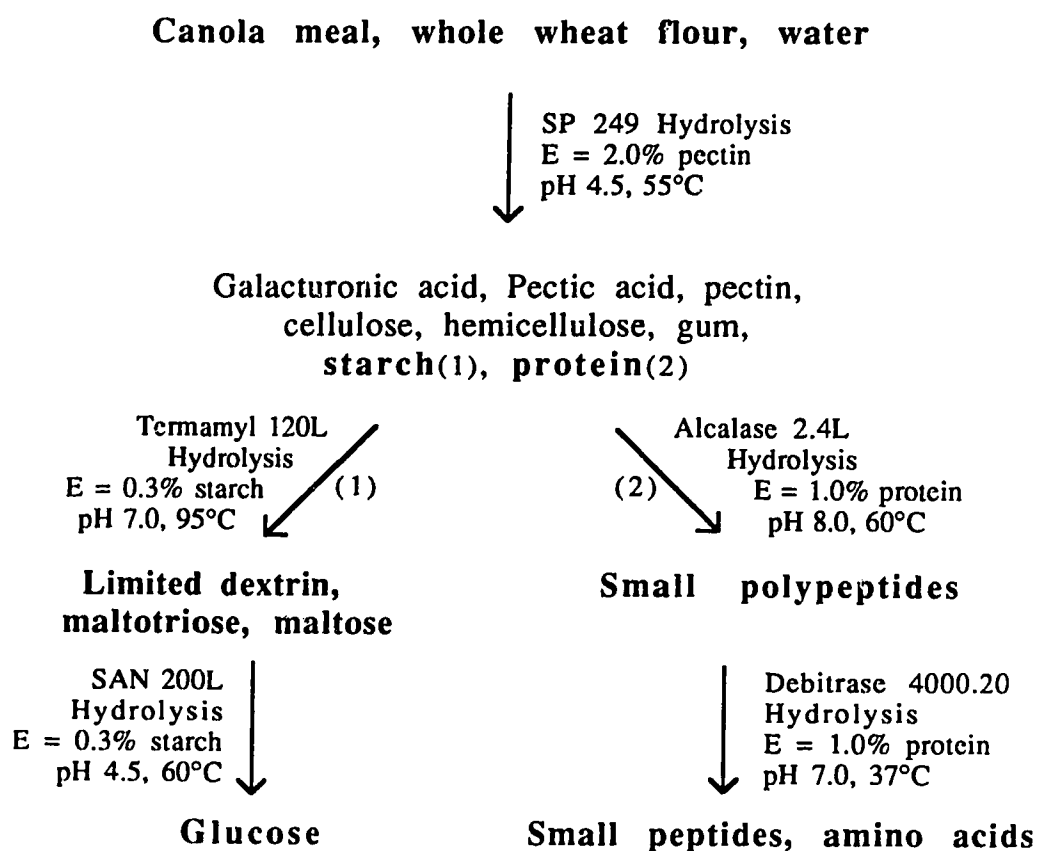 Canola meal, whole wheat flour, water
SP 249 Hydrolysis
E = 2.0% pectin
pH 4.5, 55°C
Galacturonic acid, Pectic acid, pectin,
cellulose, hemicellulose, gum,
starch(1), protein(2)
Termamyl 120L
Hydrolysis
E = 0.3% starch
pH 7.0, 95°C
(1)
Alcalase 2.4L
Hydrolysis
E = 1.0% protein
pH 8.0, 60°C
(2)
Limited dextrin,
maltotriose, maltose
Small polypeptides
SAN 200L
Hydrolysis
E = 0.3% starch
pH 4.5, 60°C
Debitrase 4000.20
Hydrolysis
E = 1.0% protein
pH 7.0, 37°C
Glucose
Small peptides, amino acids